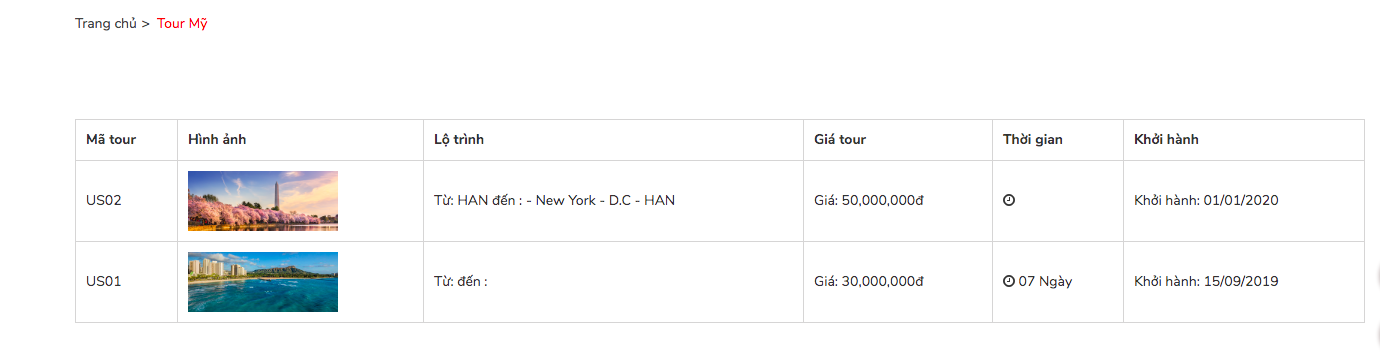 Trang chủ > Tour Mỹ
Mã tour Hình ảnh Lộ trình Giá tour Thời gian Khởi hành
US02 Từ: HAN đến : - New York - D.C - HAN Giá: 50,000,000đ Khởi hành: 01/01/2020
US01 Từ: đến : Giá: 30,000,000đ 07 Ngày Khởi hành: 15/09/2019